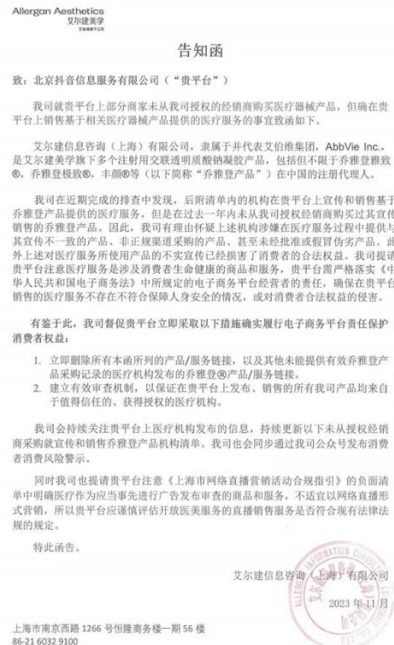 Allergan Aesthetics
艾尔建美学
告知函
致：北京抖音信息服务有限公司（“贵平台”）
我司就贵平台上部分商家未从我司授权的经销商购买医疗器械产品，但确在贵
平台上销售基于相关医疗器械产品提供的医疗服务的事宜致函如下。
艾尔建信息咨询（上海）有限公司，隶属于并代表艾伯维集团，AbbVie Inc.，
是艾尔建美学旗下多个注射用交联透明质酸钠凝胶产品，包括但不限于乔雅登雅致
®，乔雅登极致®，丰颜®等（以下简称“乔雅登产品”）在中国的注册代理人。
我司在近期完成的排查中发现，后附清单内的机构在贵平台上宣传和销售基于
乔雅登产品提供的医疗服务，但是在过去一年内未从我司授权经销商购买过其宣传
销售的乔雅登产品。因此，我司有理由怀疑上述机构涉嫌在医疗服务过程中提供与
其宣传不一致的产品、非正规渠道采购的产品、甚至未经批准或假冒伪劣产品。此
外上述对医疗服务所使用产品的不实宣传已经损害了消费者的合法权益。我司提请
贵平台注意医疗服务是涉及消费者生命健康的商品和服务，贵平台需严格落实《中
华人民共和国电子商务法》中所规定的电子商务平台经营者的责任，确保在贵平台
销售的医疗服务不存在不符合保障人身安全的情况，或对消费者合法权益的侵害。
有鉴于此，我司督促贵平台立即采取以下措施确实履行电子商务平台责任保护
消费者权益：
1. 立即删除所有本函所列的产品/服务链接，以及其他未能提供有效乔雅登产
品采购记录的医疗机构发布的乔雅登®产品/服务链接。
2. 建立有效审查机制，以保证在贵平台上发布、销售的所有我司产品均来自
于值得信任的、获得授权的医疗机构。
我司会持续关注贵平台上医疗机构发布的信息，持续更新以下未从授权经销
商采购就宣传和销售乔雅登产品机构清单。我司也会同步通过我司公众号发布消费
者消费风险警示。
同时我司也提请贵平台注意《上海市网络直播营销活动合规指引》的负面清
单中明确医疗作为应当事先进行广告发布审查的商品和服务，不适宜以网络直播形
式营销，所以贵平台应谨慎评估开放医美服务的直播销售服务是否符合现有法律法
规的规定。
特此函告。
艾尔建信息咨询（上海）有限公司
2023 年 11 月
上海市南京西路 1266 号恒隆商务楼一期 56 楼
86-21 6032 9100